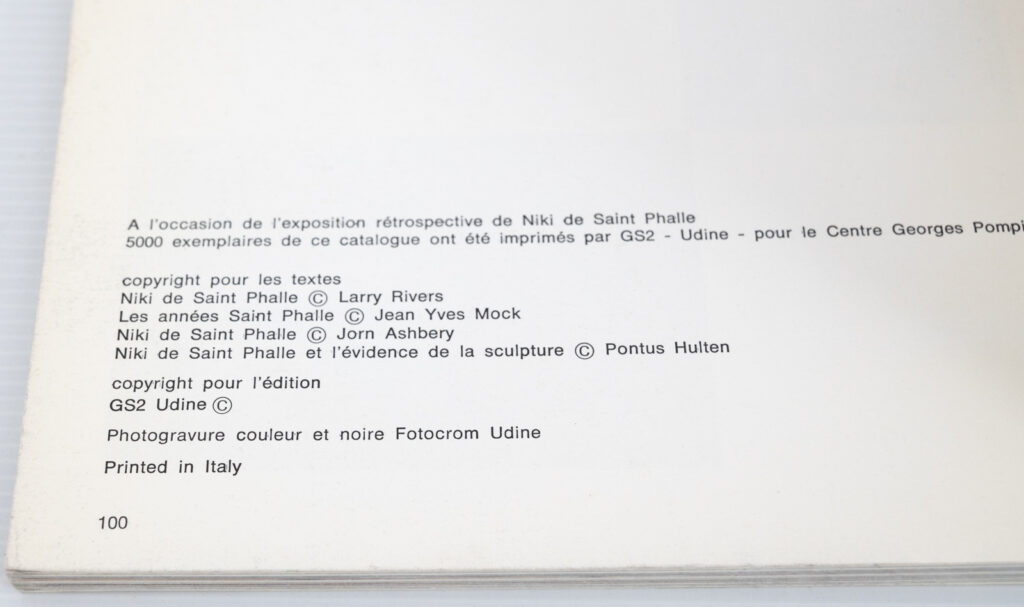 A l'occasion de l'exposition rétrospective de Niki de Saint Phalle
5000 exemplaires de ce catalogue ont été imprimés par GS2 - Udine - pour le Centre Georges Pompi
copyright pour les textes
Niki de Saint Phalle © Larry Rivers
Les années Saint Phalle © Jean Yves Mock
Niki de Saint Phalle © Jorn Ashbery
Niki de Saint Phalle et l'évidence de la sculpture © Pontus Hulten
copyright pour l'édition
GS2 Udine ©
Photogravure couleur et noire Fotocrom Udine
Printed in Italy
100